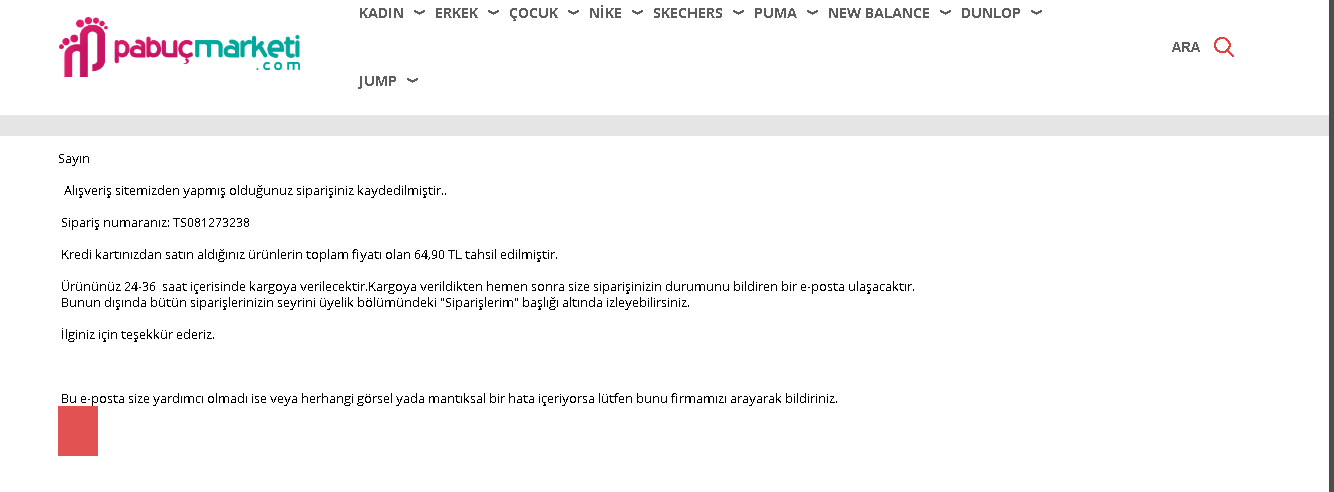 KADIN ERKEK ÇOCUK NİKE SKECHERS PUMA NEW BALANCE DUNLOP
pabuçmarketi
.com
ARA
JUMP
Sayın
Alışveriş sitemizden yapmış olduğunuz siparişiniz kaydedilmiştir..
Sipariş numaranız: TS081273238
Kredi kartınızdan satın aldığınız ürünlerin toplam fiyatı olan 64,90 TL tahsil edilmiştir.
Ürününüz 24-36 saat içerisinde kargoya verilecektir.Kargoya verildikten hemen sonra size siparişinizin durumunu bildiren bir e-posta ulaşacaktır.
Bunun dışında bütün siparişlerinizin seyrini üyelik bölümündeki "Siparişlerim" başlığı altında izleyebilirsiniz.
İlginiz için teşekkür ederiz.
Bu e-posta size yardımcı olmadı ise veya herhangi görsel yada mantıksal bir hata içeriyorsa lütfen bunu firmamızı arayarak bildiriniz.